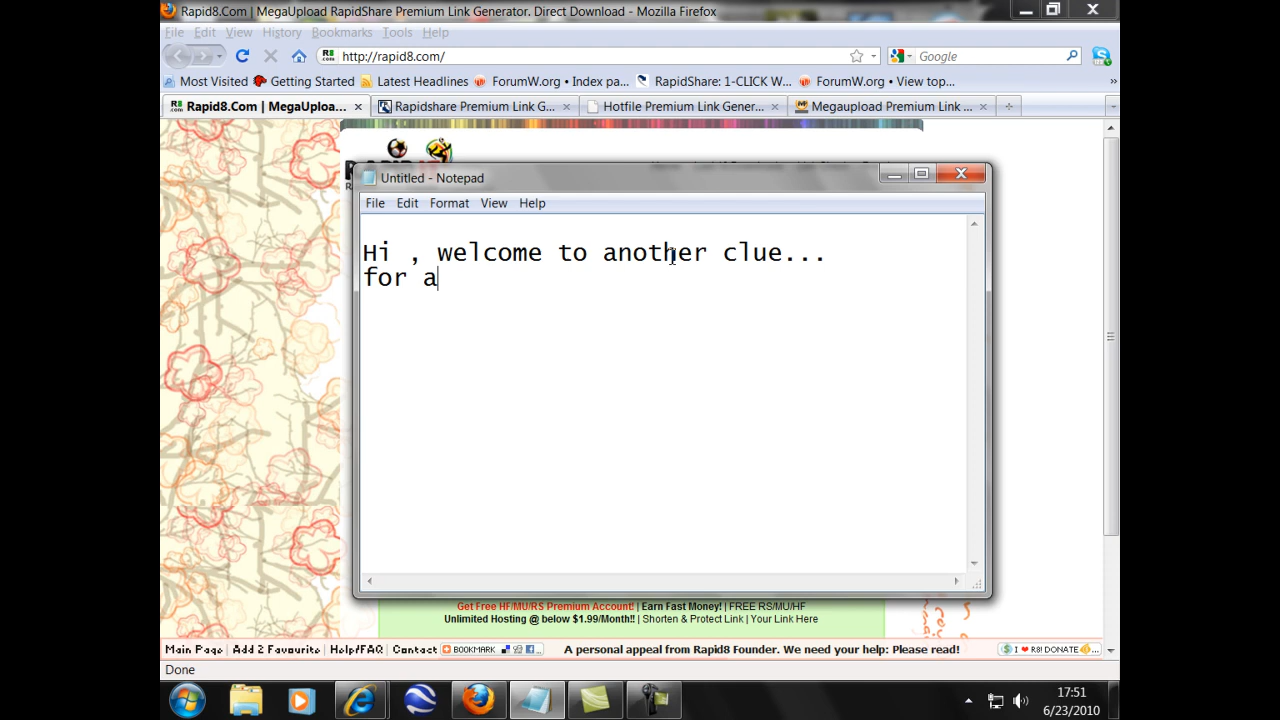 Rapid8.Com | MegaUpload RapidShare Premium Link Generator. Direct Download - Mozilla Firefox
File Edit View History Bookmarks Tools Help
http://rapid8.com/
Google
Most Visited Getting Started Latest Headlines ForumW.org • Index pa... RapidShare: 1-CLICK W... ForumW.org • View top... »
Rapid8.Com | MegaUploa... Rapidshare Premium Link G... Hotfile Premium Link Gener... Megaupload Premium Link ...
Untitled - Notepad
File Edit Format View Help
Hi , welcome to another clue...
for a
Get Free HF/MU/RS Premium Account! | Earn Fast Money! | FREE RS/MU/HF
Unlimited Hosting @ below $1.99/Month!! | Shorten & Protect Link | Your Link Here
Main Page | Add 2 Favourite | Help/FAQ | Contact BOOKMARK A personal appeal from Rapid8 Founder. We need your help: Please read! I ❤ R8! DONATE
Done
17:51
6/23/2010